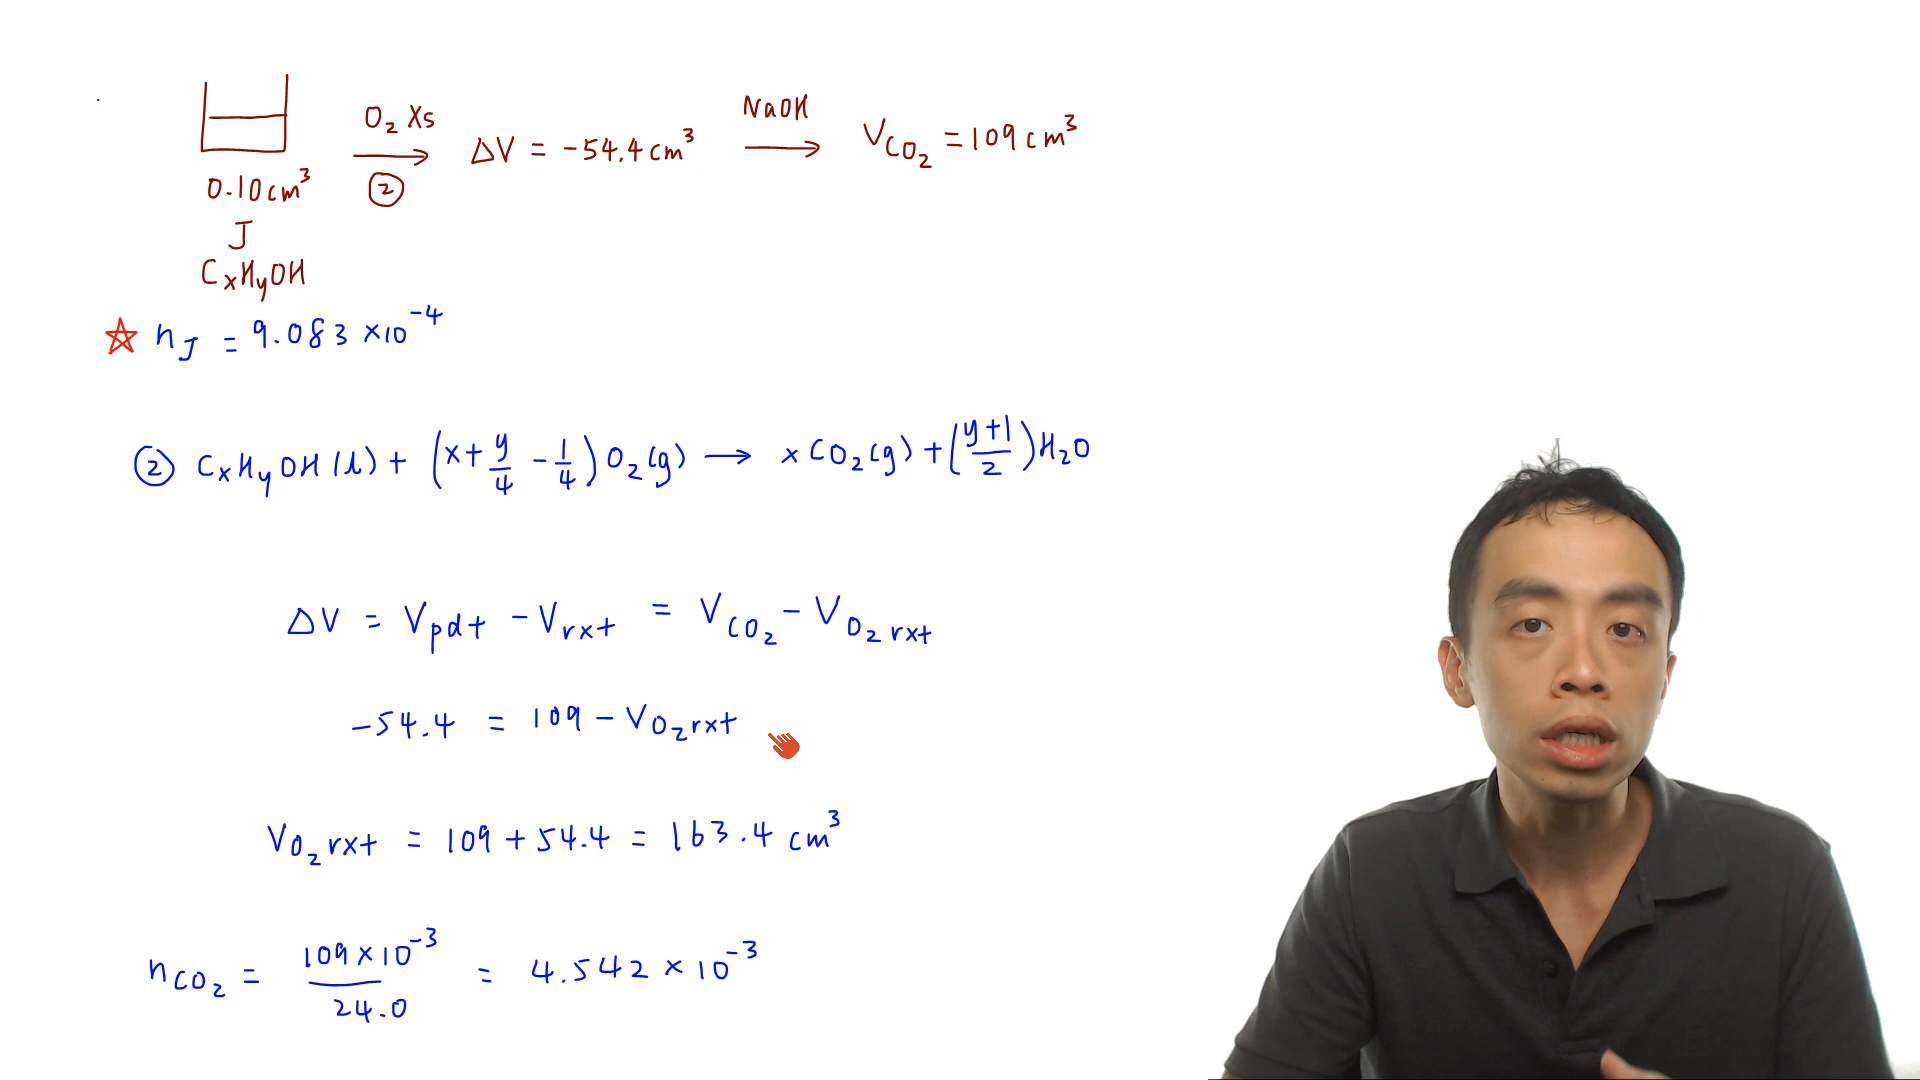 O₂ Xs
NaOH
② ΔV = -54.4 cm³ V_CO₂ = 109 cm³
0.10 cm³
J
CₓH_yOH
n_J = 9.083 × 10⁻⁴
② CₓH_yOH (l) + (x + y/4 - 1/4) O₂ (g) → x CO₂ (g) + ((y+1)/2) H₂O
ΔV = V_pdt - V_rxt = V_CO₂ - V_O₂ rxt
-54.4 = 109 - V_O₂ rxt
V_O₂ rxt = 109 + 54.4 = 163.4 cm³
n_CO₂ = (109 × 10⁻³)/24.0 = 4.542 × 10⁻³